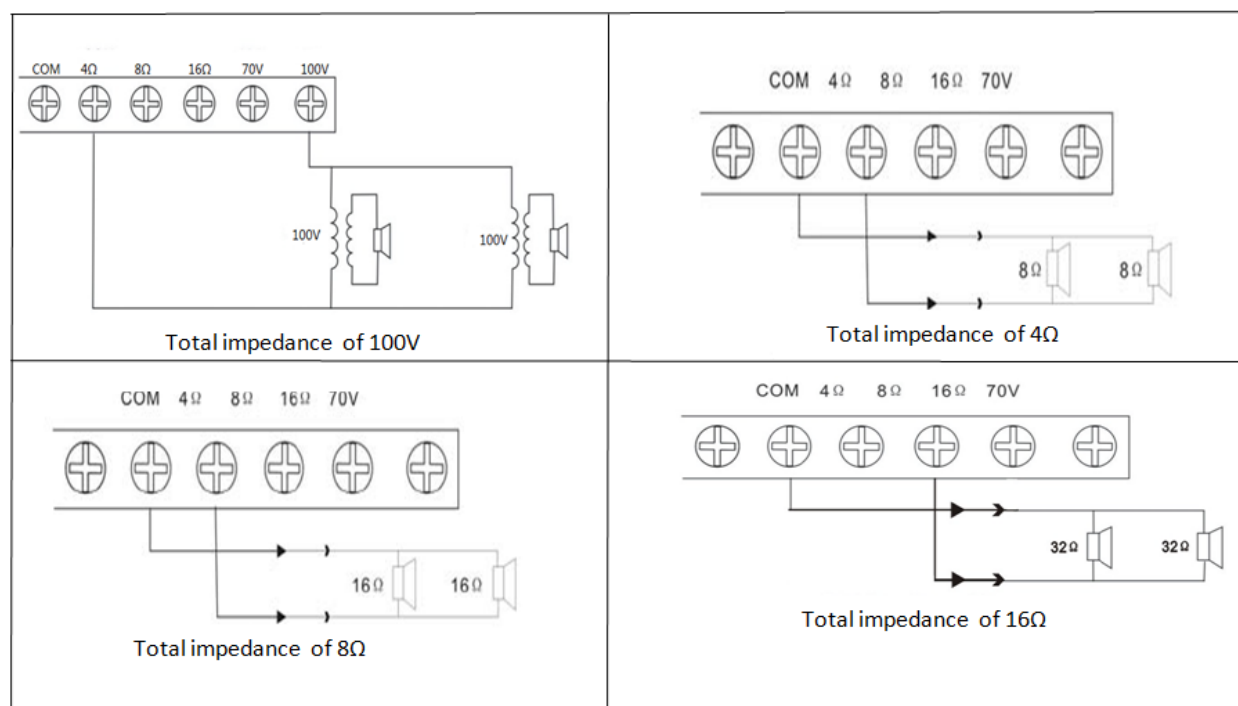 COM 4Ω 8Ω 16Ω 70V 100V
100V 100V
Total impedance of 100V
COM 4Ω 8Ω 16Ω 70V
8Ω 8Ω
Total impedance of 4Ω
COM 4Ω 8Ω 16Ω 70V
16Ω 16Ω
Total impedance of 8Ω
COM 4Ω 8Ω 16Ω 70V
32Ω 32Ω
Total impedance of 16Ω